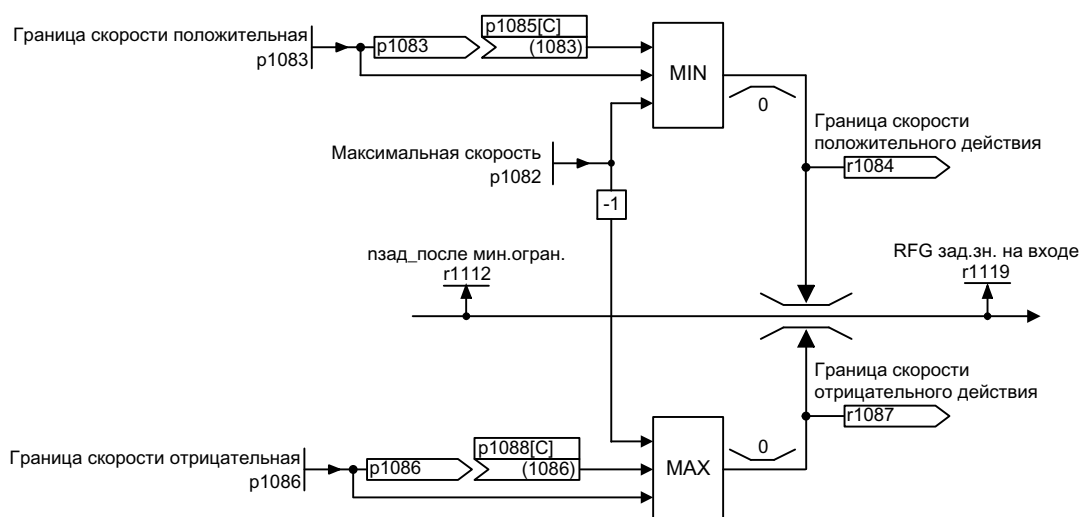 Граница скорости положительная
p1083
p1083
p1085[C]
(1083)
MIN
0
Граница скорости
положительного действия
r1084
Максимальная скорость
p1082
-1
nзад_после мин.огран.
r1112
RFG зад.зн. на входе
r1119
Граница скорости
отрицательного действия
r1087
Граница скорости отрицательная
p1086
p1086
p1088[C]
(1086)
MAX
0